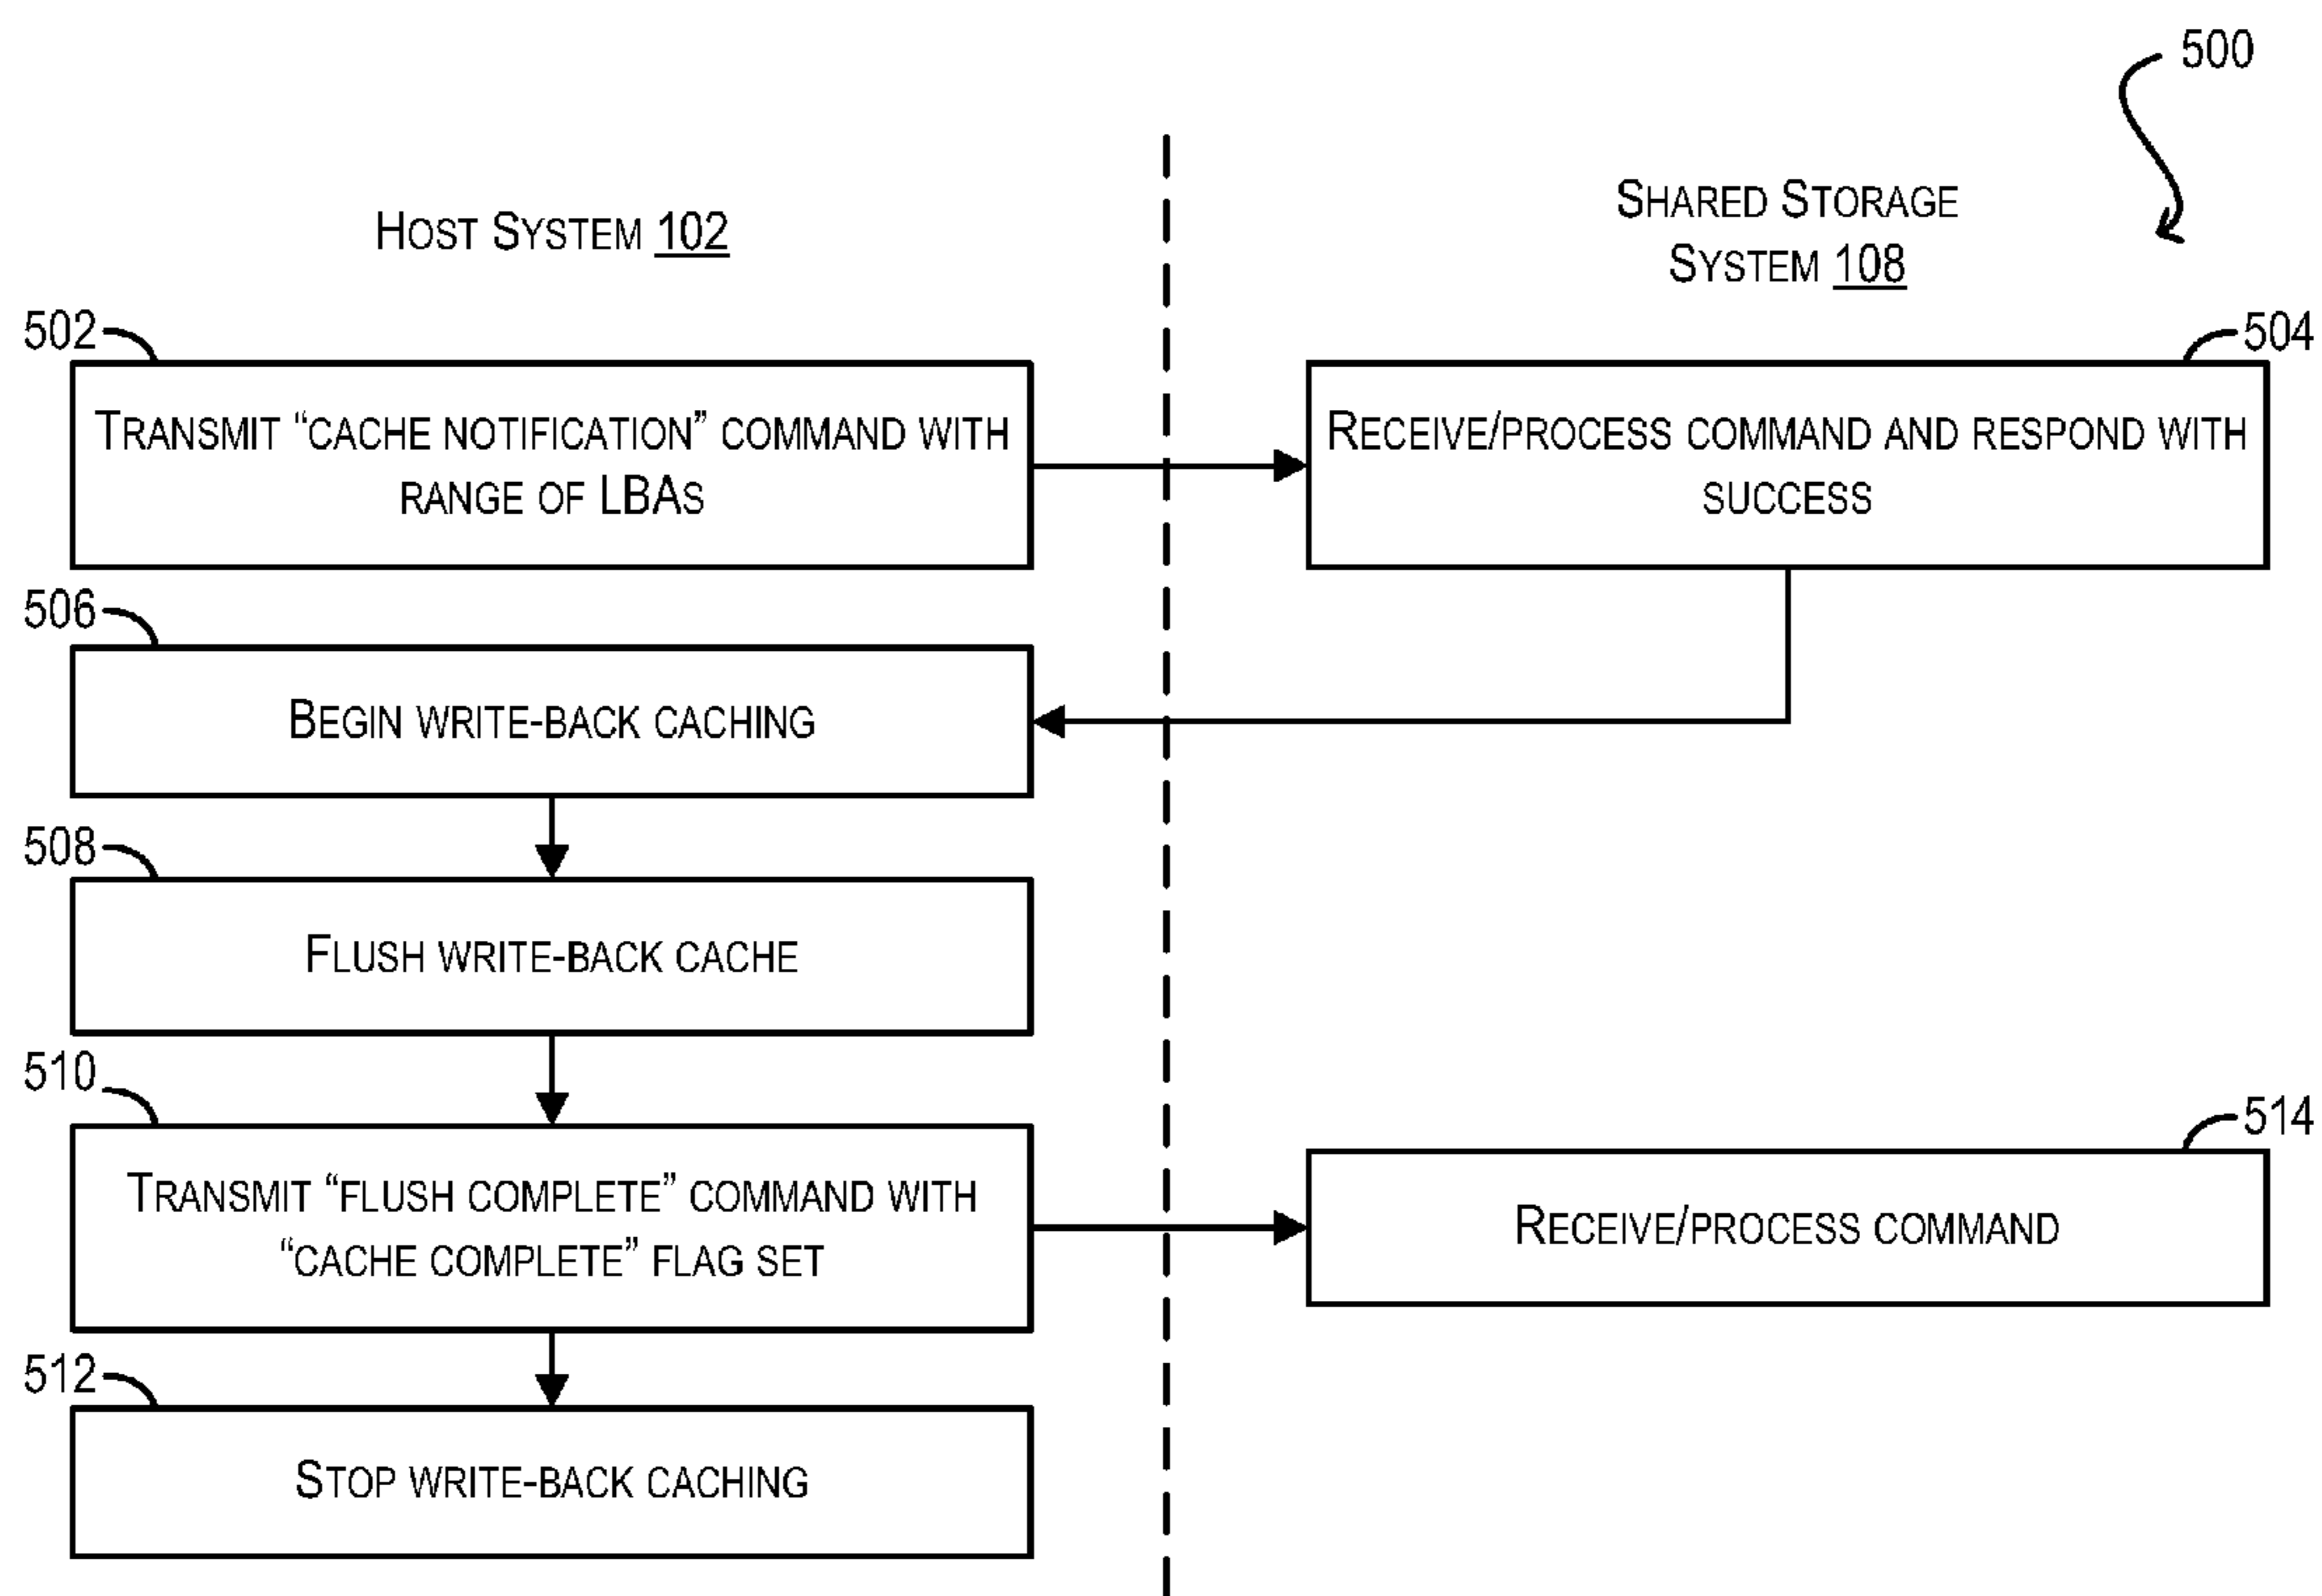 500
HOST SYSTEM 102
SHARED STORAGE
SYSTEM 108
502
TRANSMIT “CACHE NOTIFICATION” COMMAND WITH
RANGE OF LBAS
504
RECEIVE/PROCESS COMMAND AND RESPOND WITH
SUCCESS
506
BEGIN WRITE-BACK CACHING
508
FLUSH WRITE-BACK CACHE
510
TRANSMIT “FLUSH COMPLETE” COMMAND WITH
“CACHE COMPLETE” FLAG SET
514
RECEIVE/PROCESS COMMAND
512
STOP WRITE-BACK CACHING